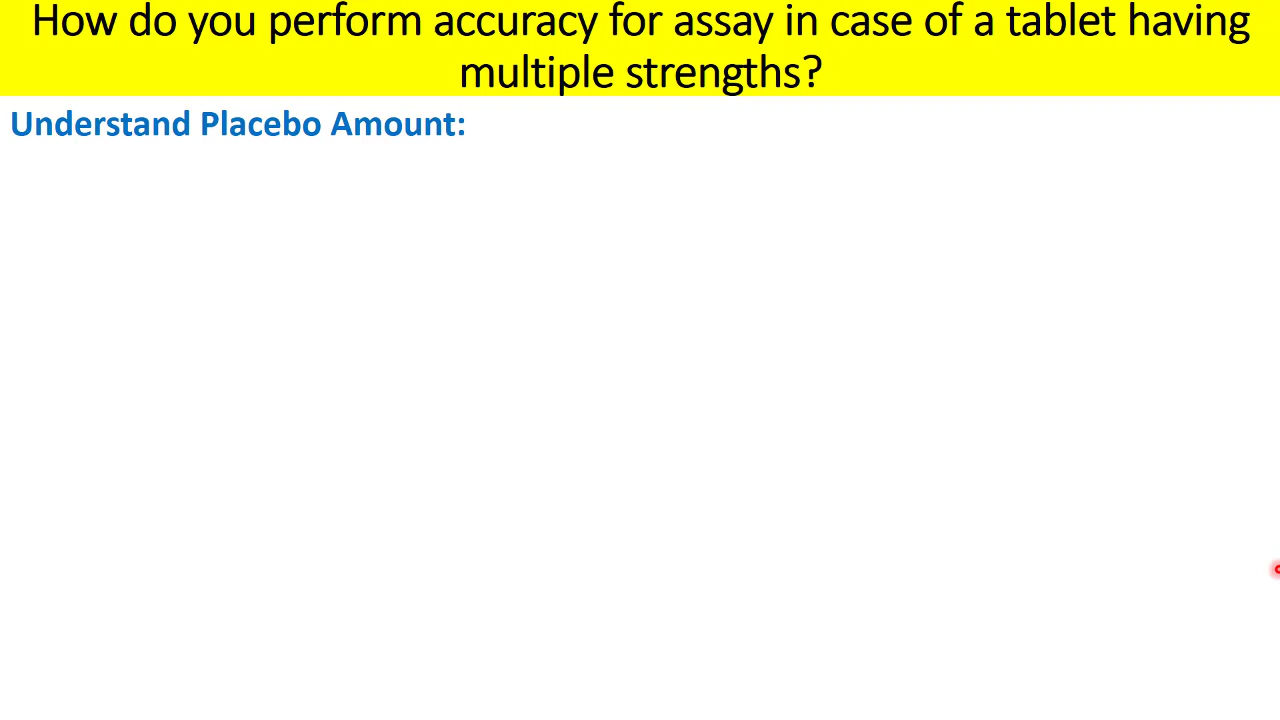 How do you perform accuracy for assay in case of a tablet having
multiple strengths?
Understand Placebo Amount: